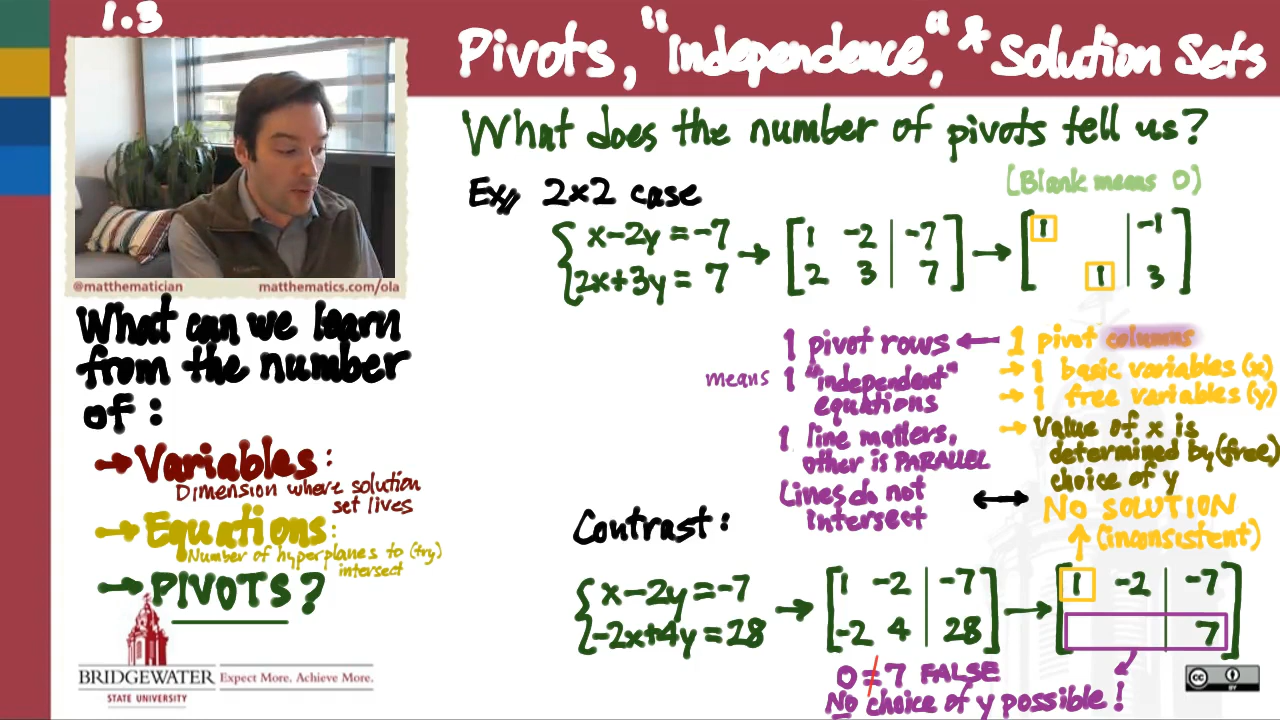 1.3
Pivots, "Independence," & Solution Sets
@matthematician matthematics.com/ola
What can we learn
from the number
of:
→ Variables:
Dimension where solution
set lives
→ Equations:
Number of hyperplanes to (try)
intersect
→ PIVOTS?
BRIDGEWATER
STATE UNIVERSITY
Expect More. Achieve More.
What does the number of pivots tell us?
Ex// 2×2 case
(Blank means 0)
{ x-2y = -7 → [ 1 -2 | -7 ] → [ 1 | -1 ]
{ 2x+3y = 7 [ 2 3 | 7 ] [ 1 | 3 ]
1 pivot rows ← 1 pivot columns
means 1 "independent"
equations
1 line matters,
other is PARALLEL
Lines do not
intersect
→ 1 basic variables (x)
→ 1 free variables (y)
→ Value of x is
determined by (free)
choice of y
↔ NO SOLUTION
↑ (inconsistent)
Contrast:
{ x-2y = -7 → [ 1 -2 | -7 ] → [ 1 -2 | -7 ]
{ -2x+4y = 28 [ -2 4 | 28 ] [ | 7 ]
0 ≠ 7 FALSE
No choice of y possible!
CC BY